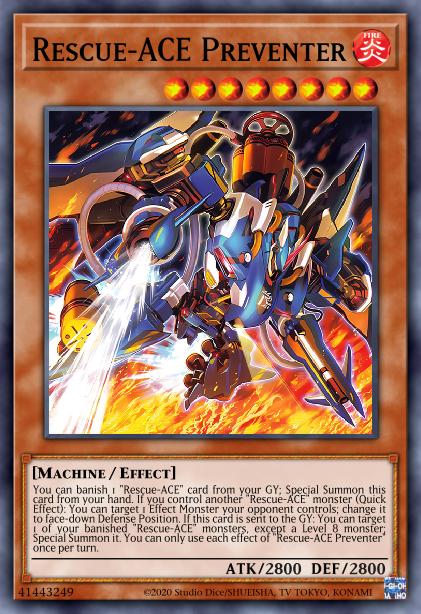 Rescue-ACE Preventer
FIRE
炎
[Machine / Effect]
You can banish 1 "Rescue-ACE" card from your GY; Special Summon this
card from your hand. If you control another "Rescue-ACE" monster (Quick
Effect): You can target 1 Effect Monster your opponent controls; change it
to face-down Defense Position. If this card is sent to the GY: You can target
1 of your banished "Rescue-ACE" monsters, except a Level 8 monster;
Special Summon it. You can only use each effect of "Rescue-ACE Preventer"
once per turn.
ATK/2800 DEF/2800
41443249
©2020 Studio Dice/SHUEISHA, TV TOKYO, KONAMI